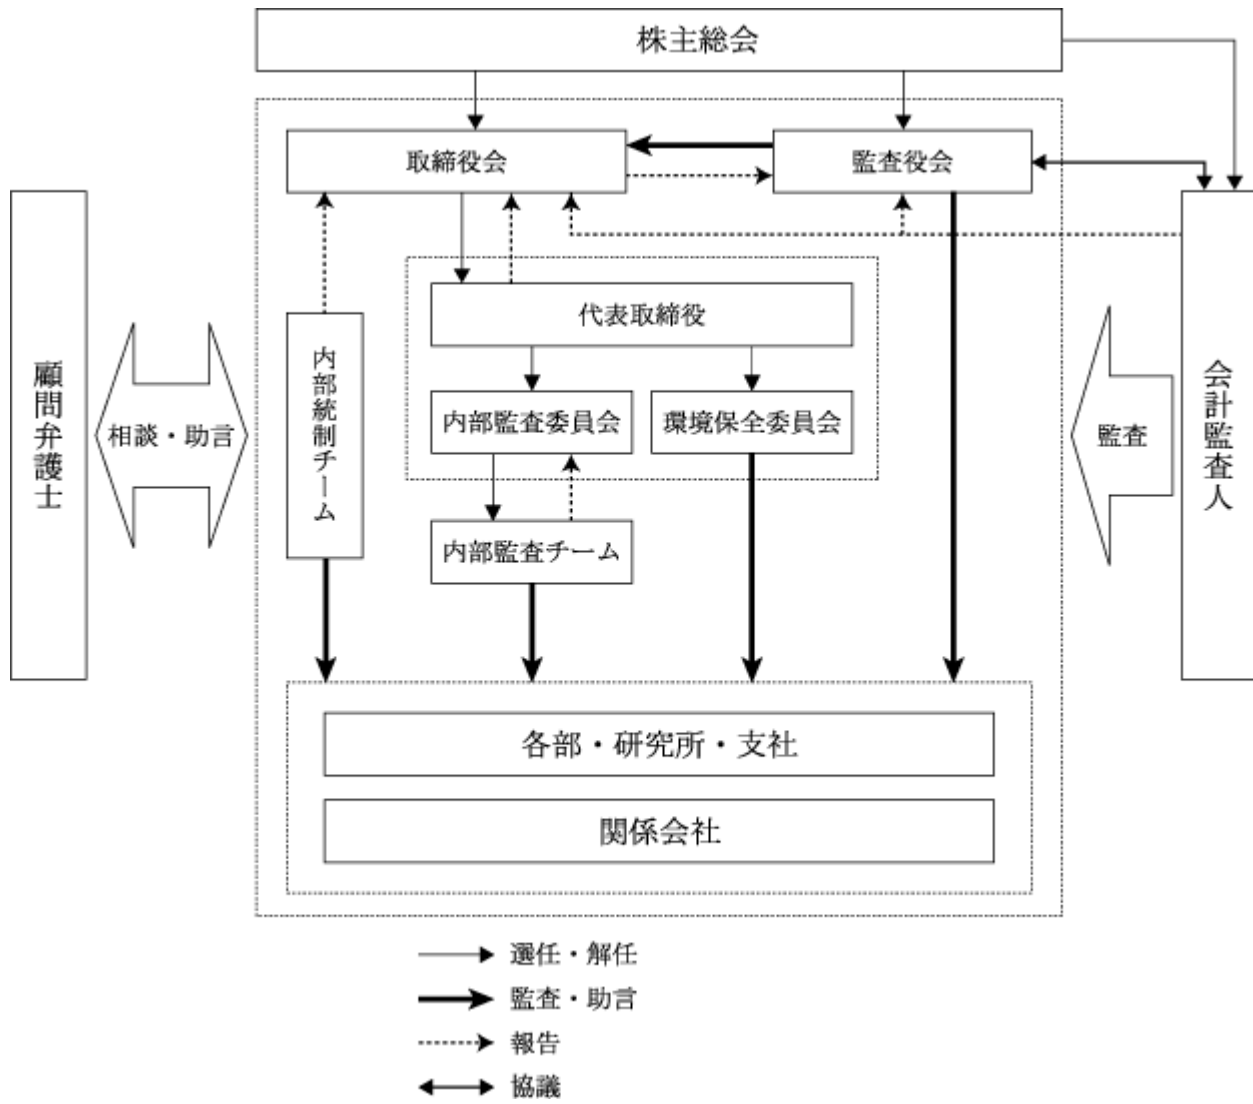 株主総会
取締役会
監査役会
代表取締役
内部統制チーム
顧問弁護士
相談・助言
内部監査委員会
環境保全委員会
監査
会計監査人
内部監査チーム
各部・研究所・支社
関係会社
選任・解任
監査・助言
報告
協議